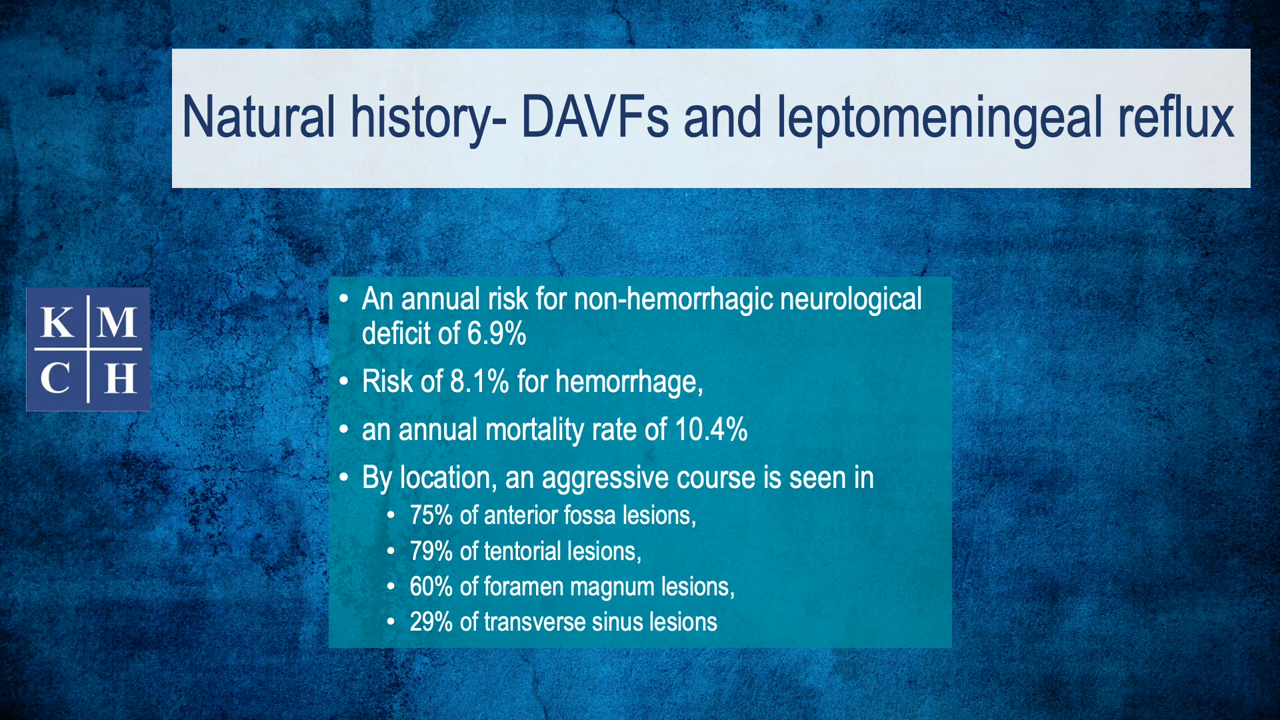 Natural history- DAVFs and leptomeningeal reflux
K M
C H
• An annual risk for non-hemorrhagic neurological
deficit of 6.9%
• Risk of 8.1% for hemorrhage,
• an annual mortality rate of 10.4%
• By location, an aggressive course is seen in
• 75% of anterior fossa lesions,
• 79% of tentorial lesions,
• 60% of foramen magnum lesions,
• 29% of transverse sinus lesions